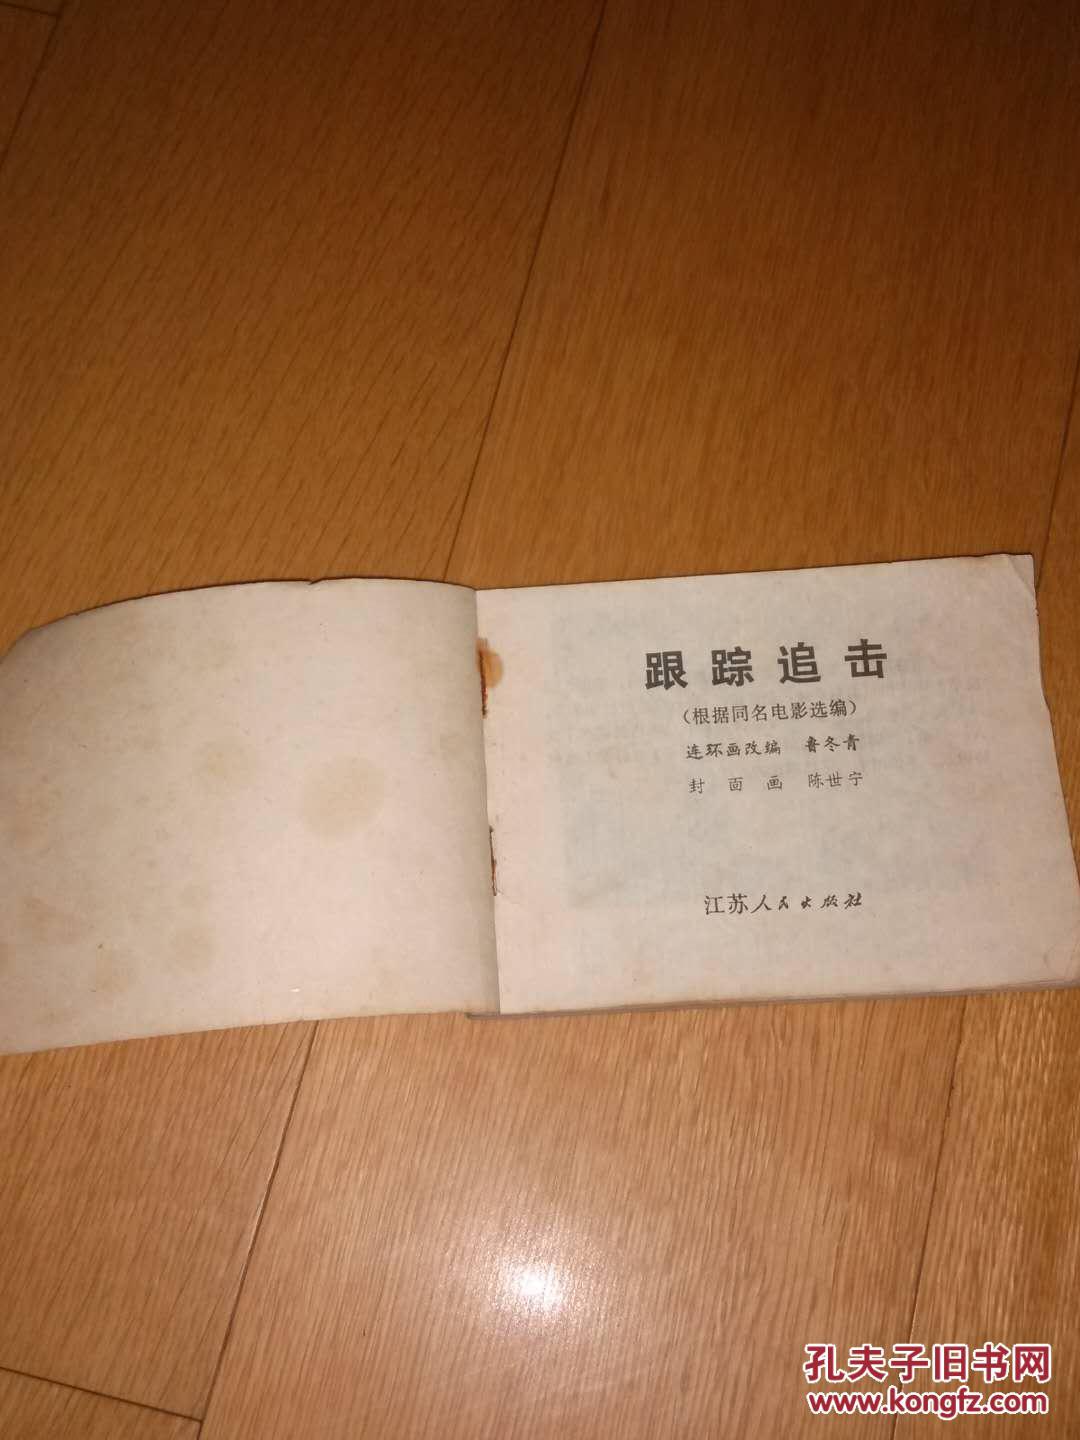 跟踪追击
（根据同名电影选编）
连环画改编 鲁冬青
封面画 陈世宁
江苏人民出版社
孔夫子旧书网
www.kongfz.com